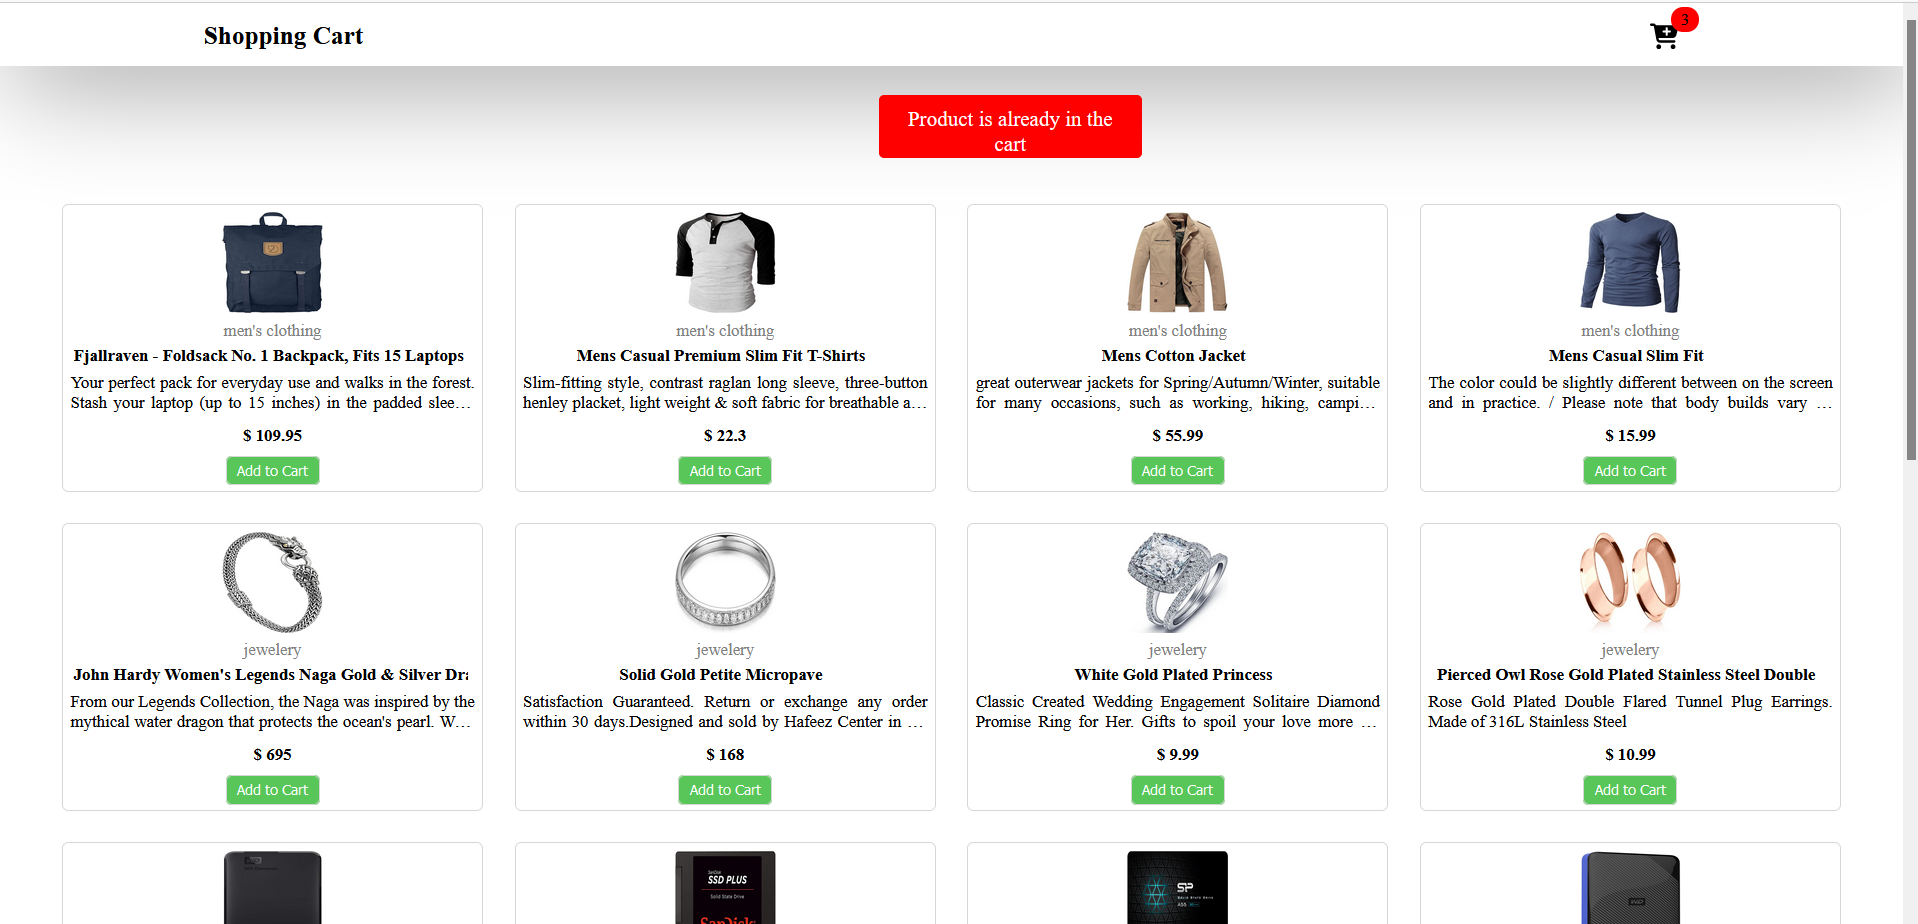 Shopping Cart
3
Product is already in the
cart
men's clothing
Fjallraven - Foldsack No. 1 Backpack, Fits 15 Laptops
Your perfect pack for everyday use and walks in the forest.
Stash your laptop (up to 15 inches) in the padded slee…
$ 109.95
Add to Cart
men's clothing
Mens Casual Premium Slim Fit T-Shirts
Slim-fitting style, contrast raglan long sleeve, three-button
henley placket, light weight & soft fabric for breathable a…
$ 22.3
Add to Cart
men's clothing
Mens Cotton Jacket
great outerwear jackets for Spring/Autumn/Winter, suitable
for many occasions, such as working, hiking, campi…
$ 55.99
Add to Cart
men's clothing
Mens Casual Slim Fit
The color could be slightly different between on the screen
and in practice. / Please note that body builds vary …
$ 15.99
Add to Cart
jewelery
John Hardy Women's Legends Naga Gold & Silver Dra
From our Legends Collection, the Naga was inspired by the
mythical water dragon that protects the ocean's pearl. W…
$ 695
Add to Cart
jewelery
Solid Gold Petite Micropave
Satisfaction Guaranteed. Return or exchange any order
within 30 days.Designed and sold by Hafeez Center in …
$ 168
Add to Cart
jewelery
White Gold Plated Princess
Classic Created Wedding Engagement Solitaire Diamond
Promise Ring for Her. Gifts to spoil your love more …
$ 9.99
Add to Cart
jewelery
Pierced Owl Rose Gold Plated Stainless Steel Double
Rose Gold Plated Double Flared Tunnel Plug Earrings.
Made of 316L Stainless Steel
$ 10.99
Add to Cart
SanDisk
SSD PLUS
Solid State Drive
SanDisk
SP
A55